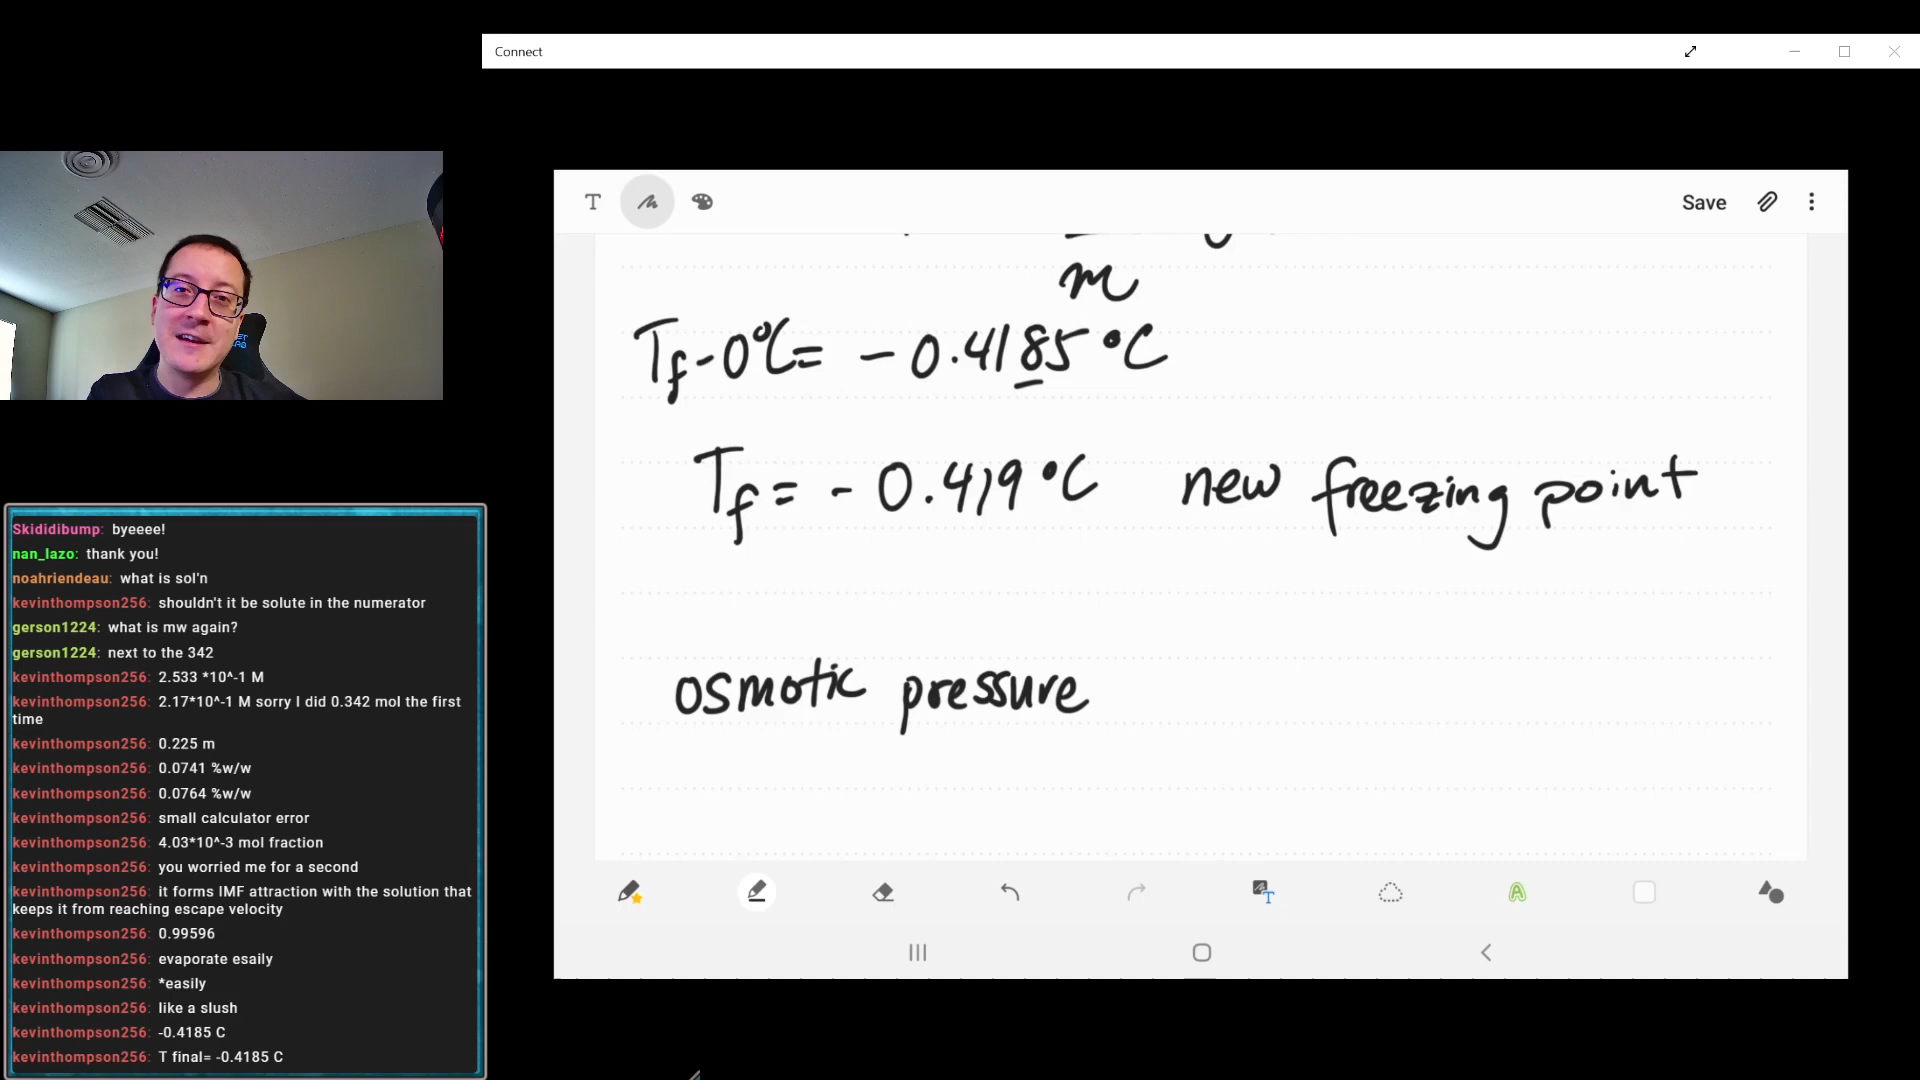 Connect
T
Save
m
Tf - 0°C = - 0.4185 °C
Tf = - 0.419 °C new freezing point
osmotic pressure
Skididibump: byeeee!
nan_lazo: thank you!
noahriendeau: what is sol'n
kevinthompson256: shouldn't it be solute in the numerator
gerson1224: what is mw again?
gerson1224: next to the 342
kevinthompson256: 2.533 *10^-1 M
kevinthompson256: 2.17*10^-1 M sorry I did 0.342 mol the first
time
kevinthompson256: 0.225 m
kevinthompson256: 0.0741 %w/w
kevinthompson256: 0.0764 %w/w
kevinthompson256: small calculator error
kevinthompson256: 4.03*10^-3 mol fraction
kevinthompson256: you worried me for a second
kevinthompson256: it forms IMF attraction with the solution that
keeps it from reaching escape velocity
kevinthompson256: 0.99596
kevinthompson256: evaporate esaily
kevinthompson256: *easily
kevinthompson256: like a slush
kevinthompson256: -0.4185 C
kevinthompson256: T final= -0.4185 C